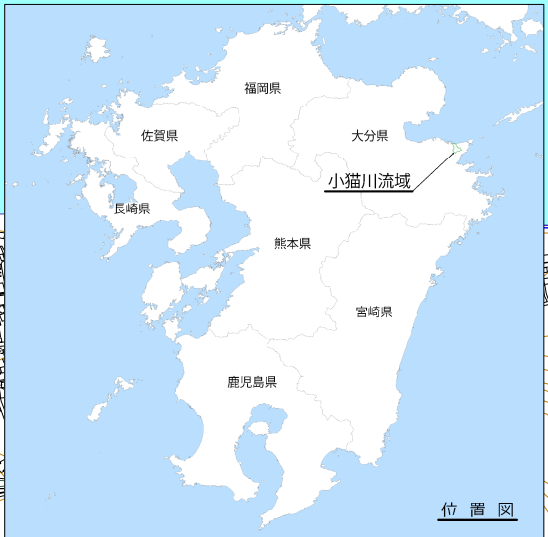 福岡県
佐賀県
大分県
小猫川流域
長崎県
熊本県
宮崎県
鹿児島県
位置図